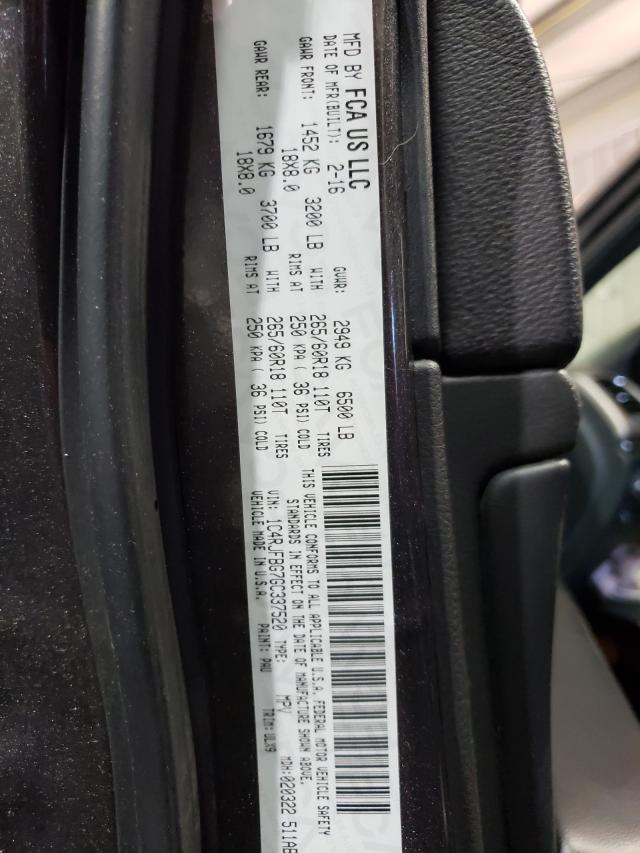 MFD BY FCA US LLC
DATE OF MFR(BUILT): 2-16 GVWR: 2949 KG 6500 LB
GAWR FRONT: 1452 KG 3200 LB WITH 265/60R18 110T TIRES
18X8.0 RIMS AT 250 KPA ( 36 PSI) COLD
GAWR REAR: 1679 KG 3700 LB WITH 265/60R18 110T TIRES
18X8.0 RIMS AT 250 KPA ( 36 PSI) COLD
THIS VEHICLE CONFORMS TO ALL APPLICABLE U.S.A. FEDERAL MOTOR VEHICLE SAFETY
STANDARDS IN EFFECT ON THE DATE OF MANUFACTURE SHOWN ABOVE.
VIN: 1C4RJFBG7GC337520 TYPE: MPV MDH:020322 511AB
VEHICLE MADE IN U.S.A. PAINT: PAU TRIM: